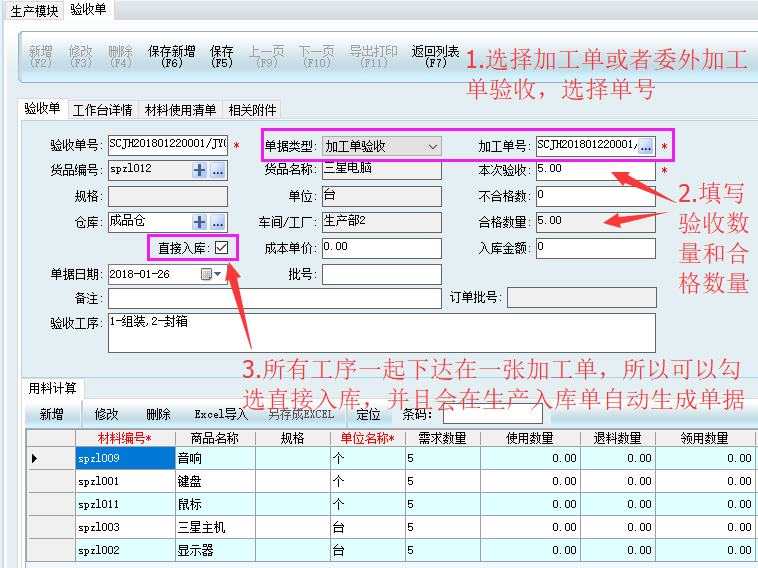 生产模块 验收单
新增 修改 删除 保存新增 保存 上一页 下一页 导出打印 返回列表
(F2) (F3) (F4) (F6) (F5) (F9) (F10) (F11) (F7)
1.选择加工单或者委外加工
单验收，选择单号
验收单 工作台详情 材料使用清单 相关附件
验收单号: SCJH201801220001/JY * 单据类型: 加工单验收 加工单号: SCJH201801220001/ ... *
货品编号: spzl012 + ... 货品名称: 三星电脑 本次验收: 5.00 *
规格: 单位: 台 不合格数: 0
仓库: 成品仓 + ... 车间/工厂: 生产部2 合格数量: 5.00
2.填写
验收数
量和合
格数量
直接入库: 成本单价: 0.00 入库金额: 0
单据日期: 2018-01-26 批号:
备注: 订单批号:
验收工序: 1-组装,2-封箱
3.所有工序一起下达在一张加工单，所以可以勾
选直接入库，并且会在生产入库单自动生成单据
用料计算
新增 修改 删除 Excel导入 另存成EXCEL 定位 条码:
材料编号* 商品名称 规格 单位名称* 需求数量 使用数量 退料数量 领用数量
spzl009 音响 个 5 0.00 0.00 0.00
spzl001 键盘 个 5 0.00 0.00 0.00
spzl011 鼠标 个 5 0.00 0.00 0.00
spzl003 三星主机 台 5 0.00 0.00 0.00
spzl002 显示器 台 5 0.00 0.00 0.00